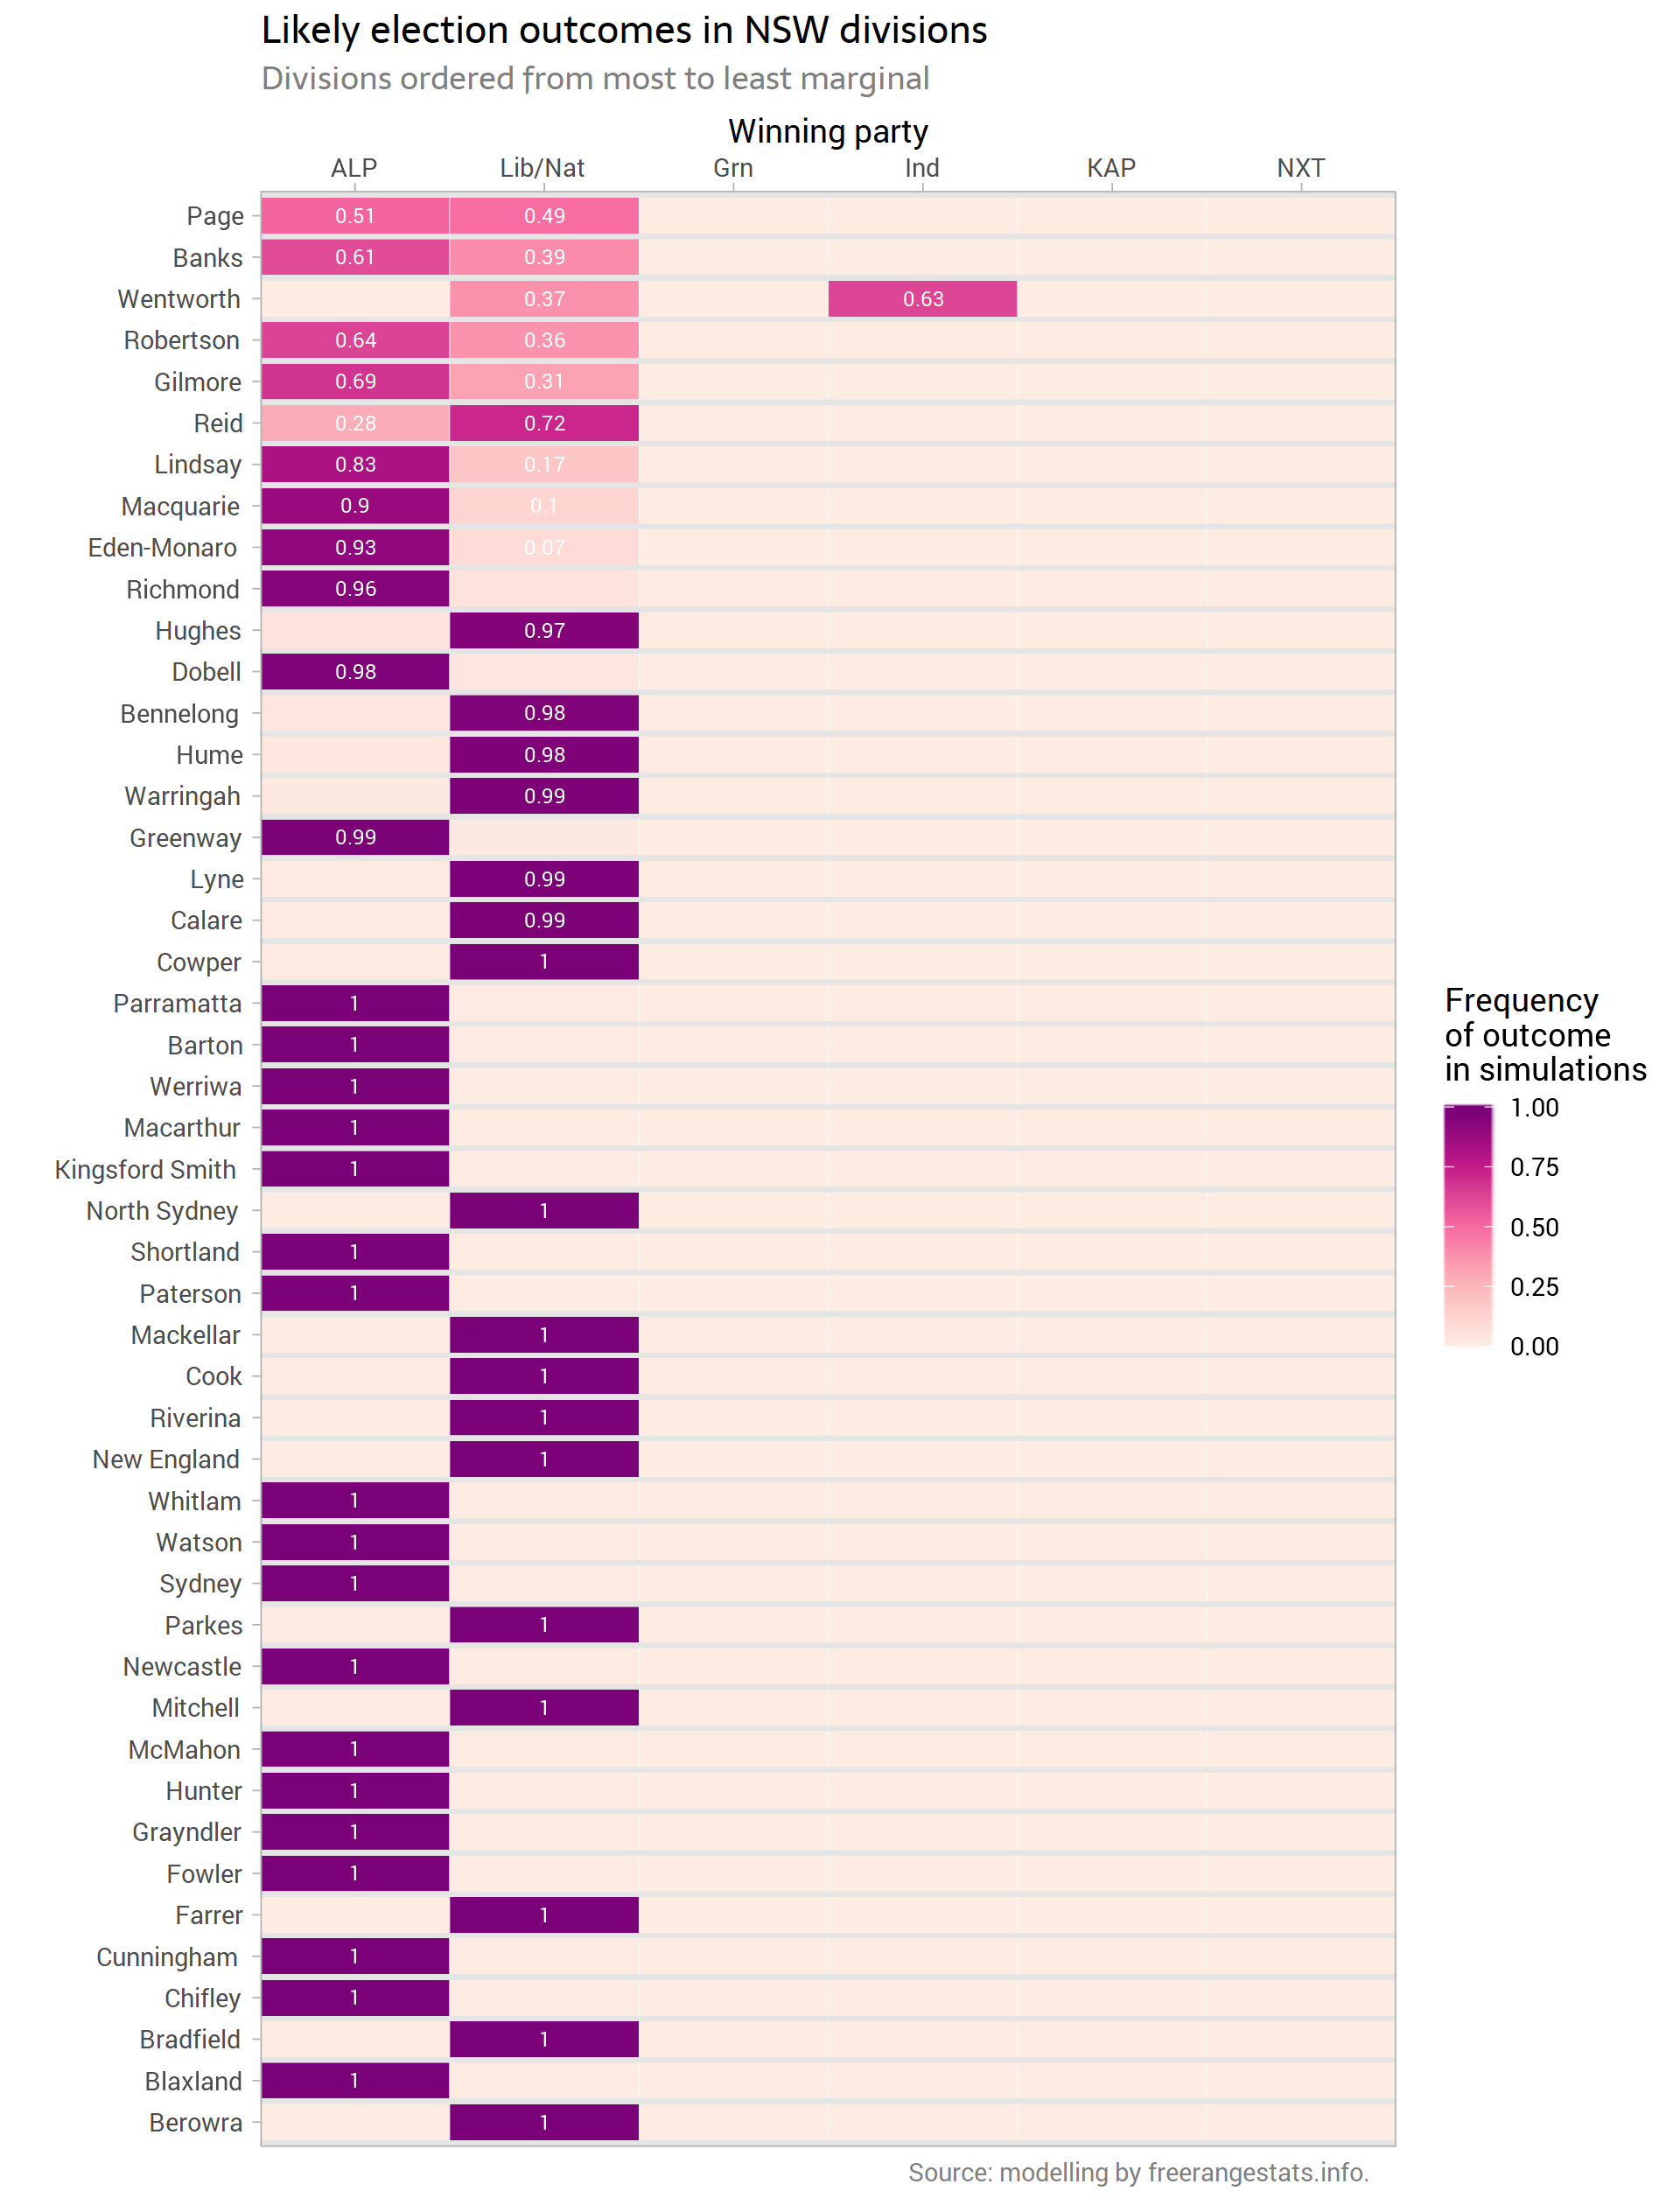 Likely election outcomes in NSW divisions
Divisions ordered from most to least marginal
Winning party
ALP Lib/Nat Grn Ind KAP NXT
Page 0.51 0.49
Banks 0.61 0.39
Wentworth 0.37 0.63
Robertson 0.64 0.36
Gilmore 0.69 0.31
Reid 0.28 0.72
Lindsay 0.83 0.17
Macquarie 0.9 0.1
Eden-Monaro 0.93 0.07
Richmond 0.96
Hughes 0.97
Dobell 0.98
Bennelong 0.98
Hume 0.98
Warringah 0.99
Greenway 0.99
Lyne 0.99
Calare 0.99
Cowper 1
Parramatta 1
Barton 1
Werriwa 1
Macarthur 1
Kingsford Smith 1
North Sydney 1
Shortland 1
Paterson 1
Mackellar 1
Cook 1
Riverina 1
New England 1
Whitlam 1
Watson 1
Sydney 1
Parkes 1
Newcastle 1
Mitchell 1
McMahon 1
Hunter 1
Grayndler 1
Fowler 1
Farrer 1
Cunningham 1
Chifley 1
Bradfield 1
Blaxland 1
Berowra 1
Frequency
of outcome
in simulations
1.00
0.75
0.50
0.25
0.00
Source: modelling by freerangestats.info.